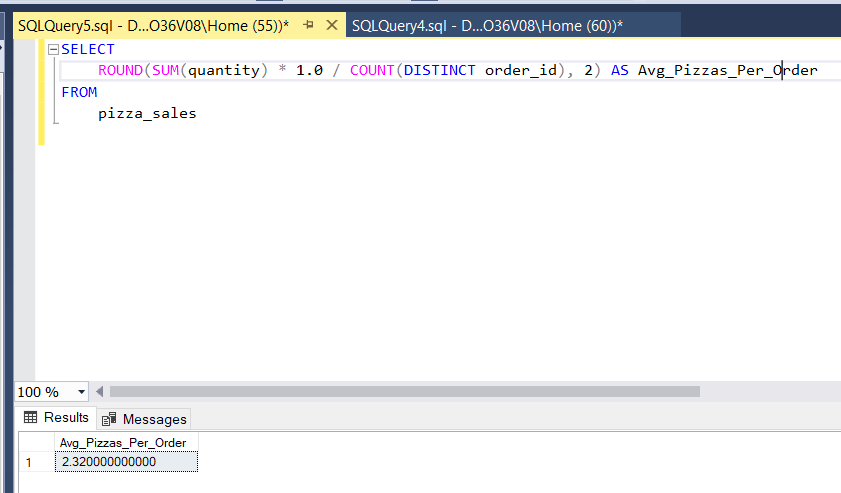 SQLQuery5.sql - D...O36V08\Home (55))* SQLQuery4.sql - D...O36V08\Home (60))*
SELECT
ROUND(SUM(quantity) * 1.0 / COUNT(DISTINCT order_id), 2) AS Avg_Pizzas_Per_Order
FROM
pizza_sales
100 %
Results Messages
Avg_Pizzas_Per_Order
1 2.320000000000